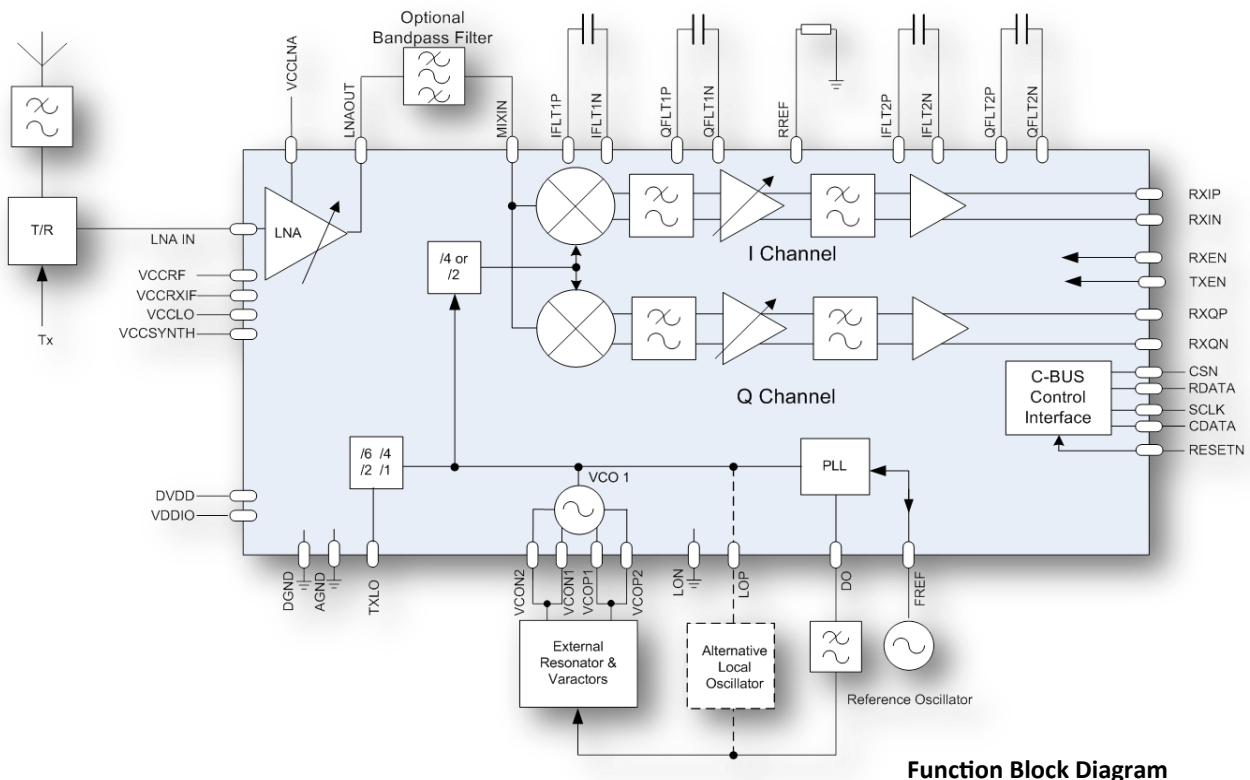 Optional
Bandpass Filter
VCCLNA
LNAOUT
MIXIN
IFLT1P
IFLT1N
QFLT1P
QFLT1N
RREF
IFLT2P
IFLT2N
QFLT2P
QFLT2N
T/R
Tx
LNA IN
LNA
VCCRF
VCCRXIF
VCCLO
VCCSYNTH
/4 or
/2
I Channel
Q Channel
RXIP
RXIN
RXEN
TXEN
RXQP
RXQN
C-BUS
Control
Interface
CSN
RDATA
SCLK
CDATA
RESETN
/6 /4
/2 /1
VCO 1
PLL
DVDD
VDDIO
DGND
AGND
TXLO
VCON2
VCON1
VCOP1
VCOP2
LON
LOP
DO
FREF
External
Resonator &
Varactors
Alternative
Local
Oscillator
Reference Oscillator
Function Block Diagram